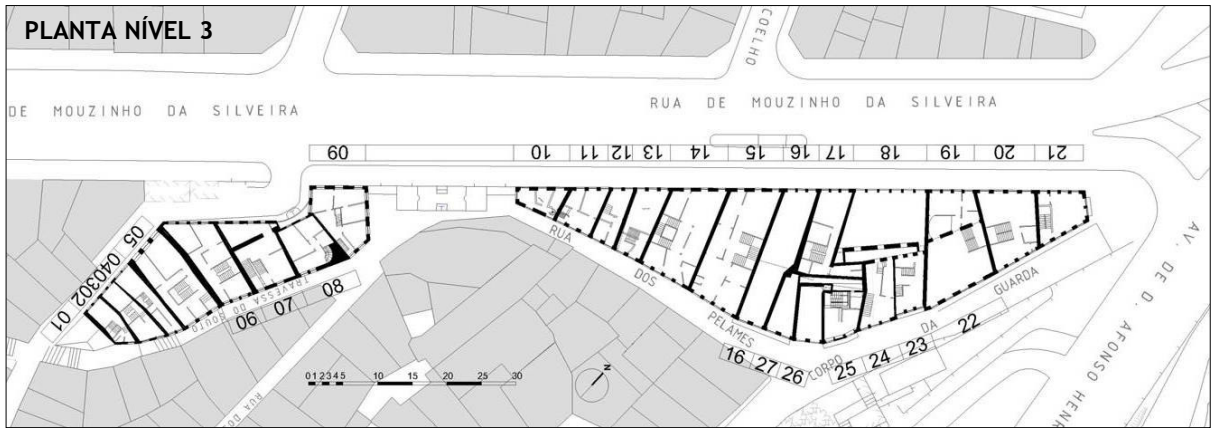 PLANTA NÍVEL 3
COELHO
DE MOUZINHO DA SILVEIRA
RUA DE MOUZINHO DA SILVEIRA
09
10 11 12 13 14 15 16 17 18 19 20 21
05
04 03 02 01
TRAVESSA DO SOUTO
06 07 08
RUA DOS PELAMES
CORPO DA GUARDA
16 27 26
25 24 23 22
AV. DE D. AFONSO HENR
RUA DOS
0 1 2 3 4 5 10 15 20 25 30
N